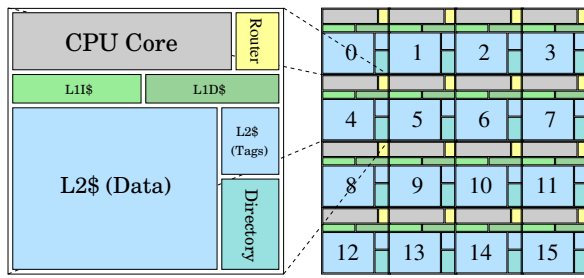 CPU Core
Router
L1I$
L1D$
L2$ (Data)
L2$
(Tags)
Directory
0 1 2 3
4 5 6 7
8 9 10 11
12 13 14 15